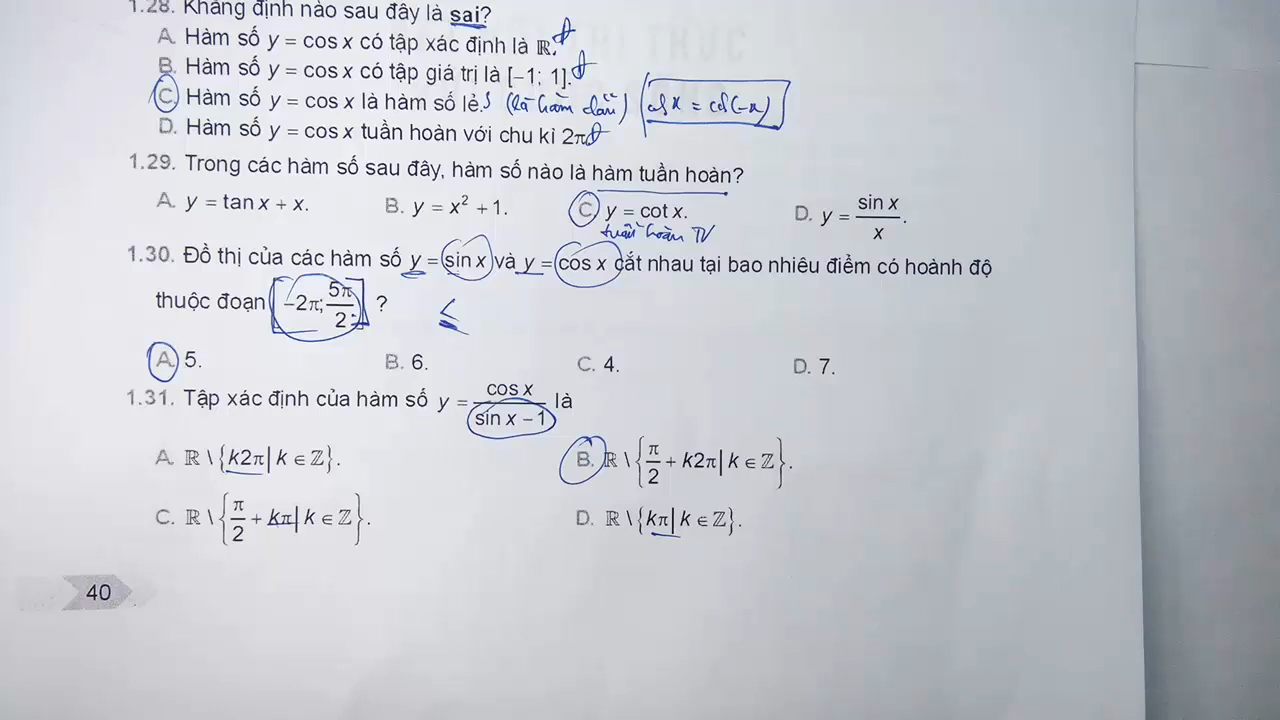 1.28. Khẳng định nào sau đây là sai?
A. Hàm số y = cos x có tập xác định là ℝ. đ
B. Hàm số y = cos x có tập giá trị là [−1; 1]. đ
C. Hàm số y = cos x là hàm số lẻ. S (là hàm chẵn) cos x = cos(−x)
D. Hàm số y = cos x tuần hoàn với chu kì 2π đ
1.29. Trong các hàm số sau đây, hàm số nào là hàm tuần hoàn?
A. y = tan x + x. B. y = x² + 1. C. y = cot x. D. y = sin x / x.
tuần hoàn π
1.30. Đồ thị của các hàm số y = sin x và y = cos x cắt nhau tại bao nhiêu điểm có hoành độ
thuộc đoạn [−2π; 5π/2] ? ≤
A. 5. B. 6. C. 4. D. 7.
1.31. Tập xác định của hàm số y = cos x / (sin x − 1) là
A. ℝ \ {k2π | k ∈ ℤ}. B. ℝ \ {π/2 + k2π | k ∈ ℤ}.
C. ℝ \ {π/2 + kπ | k ∈ ℤ}. D. ℝ \ {kπ | k ∈ ℤ}.
40